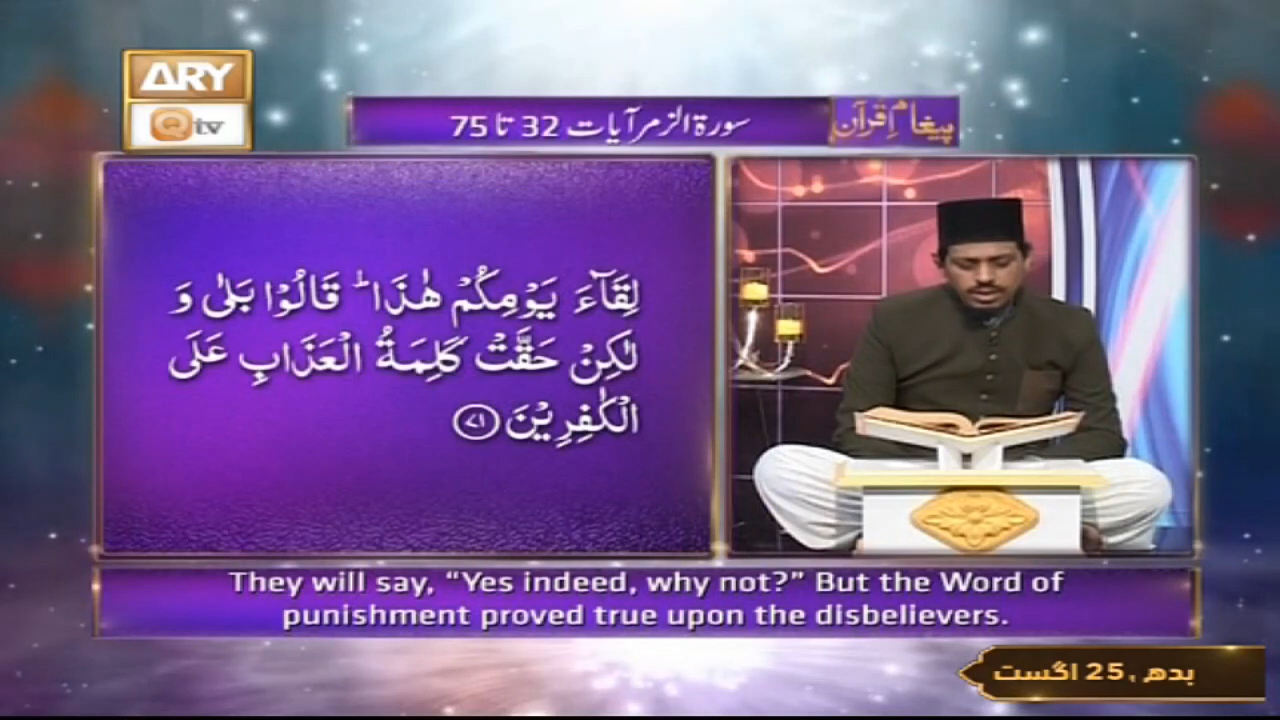 ARY
Qtv
پیغامِ قرآن
سورۃ الزمر آیات 32 تا 75
لِقَآءَ يَوْمِكُمْ هٰذَا ؕ قَالُوْا بَلٰى وَ
لٰكِنْ حَقَّتْ كَلِمَةُ الْعَذَابِ عَلَى
الْكٰفِرِيْنَ ﴿۷۱﴾
They will say, “Yes indeed, why not?” But the Word of
punishment proved true upon the disbelievers.
بدھ، 25 اگست